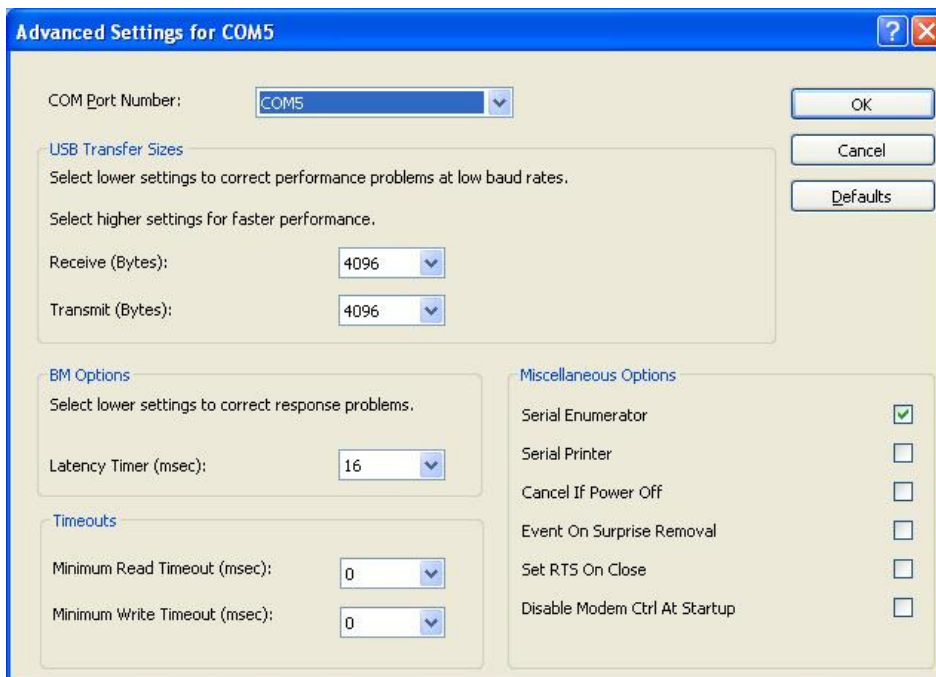 Advanced Settings for COM5
COM Port Number:
COM5
OK
Cancel
Defaults
USB Transfer Sizes
Select lower settings to correct performance problems at low baud rates.
Select higher settings for faster performance.
Receive (Bytes):
4096
Transmit (Bytes):
4096
BM Options
Select lower settings to correct response problems.
Latency Timer (msec):
16
Timeouts
Minimum Read Timeout (msec):
0
Minimum Write Timeout (msec):
0
Miscellaneous Options
Serial Enumerator
Serial Printer
Cancel If Power Off
Event On Surprise Removal
Set RTS On Close
Disable Modem Ctrl At Startup